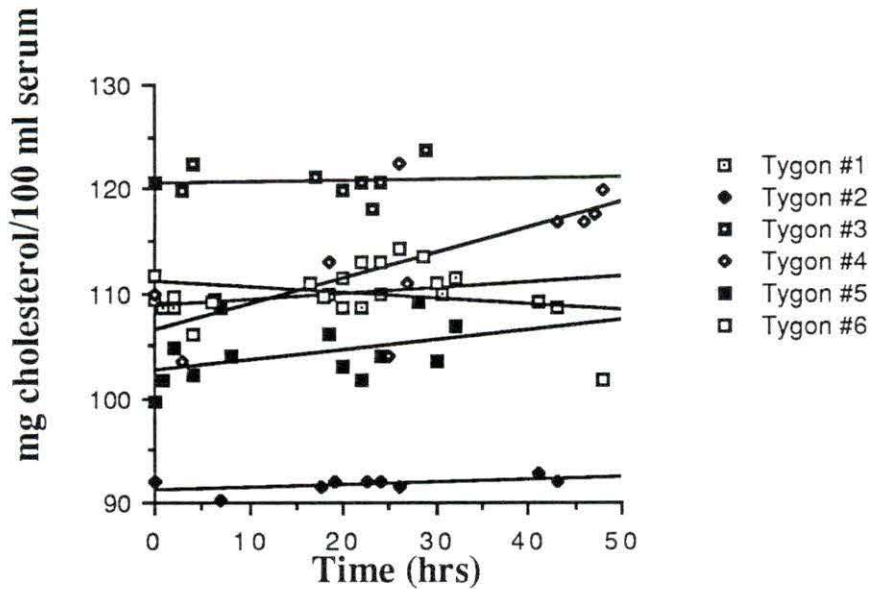 mg cholesterol/100 ml serum
130
120
110
100
90
0
10
20
30
40
50
Time (hrs)
Tygon #1
Tygon #2
Tygon #3
Tygon #4
Tygon #5
Tygon #6